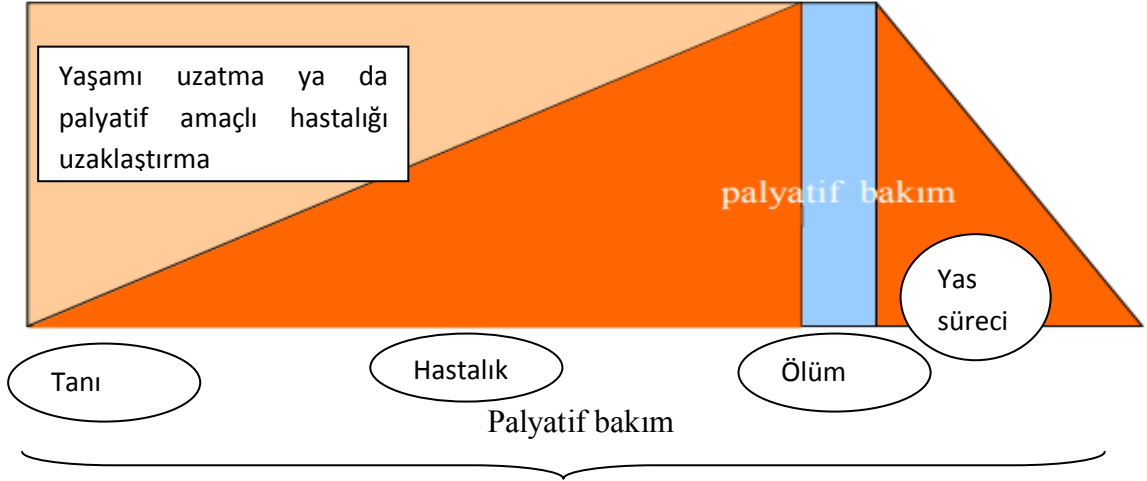 Yaşamı uzatma ya da
palyatif amaçlı hastalığı
uzaklaştırma
palyatif bakım
Yas
süreci
Tanı
Hastalık
Ölüm
Palyatif bakım